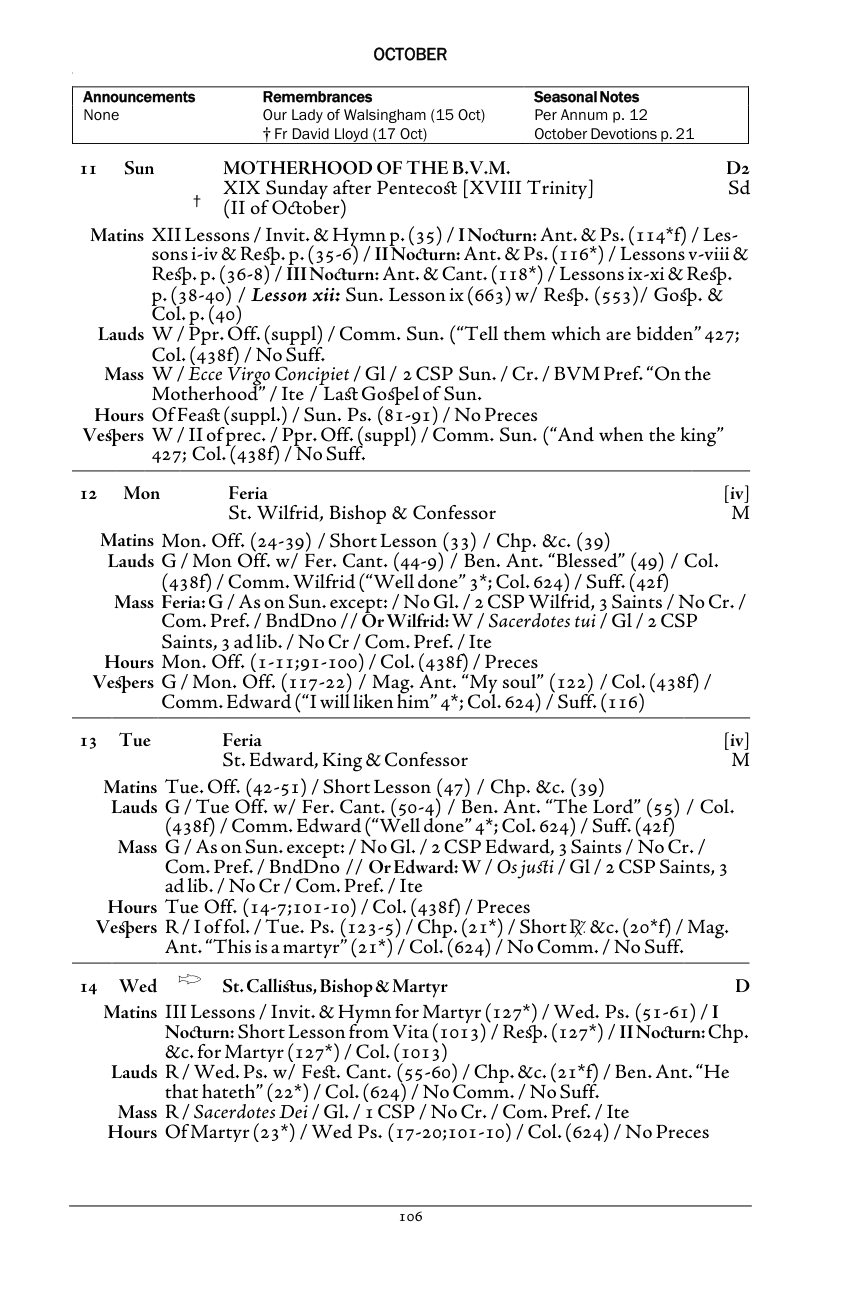 OCTOBER
Announcements Remembrances Seasonal Notes
None Our Lady of Walsingham (15 Oct) Per Annum p. 12
† Fr David Lloyd (17 Oct) October Devotions p. 21
11 Sun MOTHERHOOD OF THE B.V.M. D2
XIX Sunday after Pentecost [XVIII Trinity] Sd
† (II of October)
Matins XII Lessons / Invit. & Hymn p. (35) / I Nocturn: Ant. & Ps. (114*f) / Les-
sons i-iv & Resp. p. (35-6) / II Nocturn: Ant. & Ps. (116*) / Lessons v-viii &
Resp. p. (36-8) / III Nocturn: Ant. & Cant. (118*) / Lessons ix-xi & Resp.
p. (38-40) / Lesson xii: Sun. Lesson ix (663) w/ Resp. (553)/ Gosp. &
Col. p. (40)
Lauds W / Ppr. Off. (suppl) / Comm. Sun. (“Tell them which are bidden” 427;
Col. (438f) / No Suff.
Mass W / Ecce Virgo Concipiet / Gl / 2 CSP Sun. / Cr. / BVM Pref. “On the
Motherhood” / Ite / Last Gospel of Sun.
Hours Of Feast (suppl.) / Sun. Ps. (81-91) / No Preces
Vespers W / II of prec. / Ppr. Off. (suppl) / Comm. Sun. (“And when the king”
427; Col. (438f) / No Suff.
12 Mon Feria [iv]
St. Wilfrid, Bishop & Confessor M
Matins Mon. Off. (24-39) / Short Lesson (33) / Chp. &c. (39)
Lauds G / Mon Off. w/ Fer. Cant. (44-9) / Ben. Ant. “Blessed” (49) / Col.
(438f) / Comm. Wilfrid (“Well done” 3*; Col. 624) / Suff. (42f)
Mass Feria: G / As on Sun. except: / No Gl. / 2 CSP Wilfrid, 3 Saints / No Cr. /
Com. Pref. / BndDno // Or Wilfrid: W / Sacerdotes tui / Gl / 2 CSP
Saints, 3 ad lib. / No Cr / Com. Pref. / Ite
Hours Mon. Off. (1-11;91-100) / Col. (438f) / Preces
Vespers G / Mon. Off. (117-22) / Mag. Ant. “My soul” (122) / Col. (438f) /
Comm. Edward (“I will liken him” 4*; Col. 624) / Suff. (116)
13 Tue Feria [iv]
St. Edward, King & Confessor M
Matins Tue. Off. (42-51) / Short Lesson (47) / Chp. &c. (39)
Lauds G / Tue Off. w/ Fer. Cant. (50-4) / Ben. Ant. “The Lord” (55) / Col.
(438f) / Comm. Edward (“Well done” 4*; Col. 624) / Suff. (42f)
Mass G / As on Sun. except: / No Gl. / 2 CSP Edward, 3 Saints / No Cr. /
Com. Pref. / BndDno // Or Edward: W / Os justi / Gl / 2 CSP Saints, 3
ad lib. / No Cr / Com. Pref. / Ite
Hours Tue Off. (14-7;101-10) / Col. (438f) / Preces
Vespers R / I of fol. / Tue. Ps. (123-5) / Chp. (21*) / Short ℟ &c. (20*f) / Mag.
Ant. “This is a martyr” (21*) / Col. (624) / No Comm. / No Suff.
14 Wed St. Callistus, Bishop & Martyr D
Matins III Lessons / Invit. & Hymn for Martyr (127*) / Wed. Ps. (51-61) / I
Nocturn: Short Lesson from Vita (1013) / Resp. (127*) / II Nocturn: Chp.
&c. for Martyr (127*) / Col. (1013)
Lauds R / Wed. Ps. w/ Fest. Cant. (55-60) / Chp. &c. (21*f) / Ben. Ant. “He
that hateth” (22*) / Col. (624) / No Comm. / No Suff.
Mass R / Sacerdotes Dei / Gl. / 1 CSP / No Cr. / Com. Pref. / Ite
Hours Of Martyr (23*) / Wed Ps. (17-20;101-10) / Col. (624) / No Preces
106